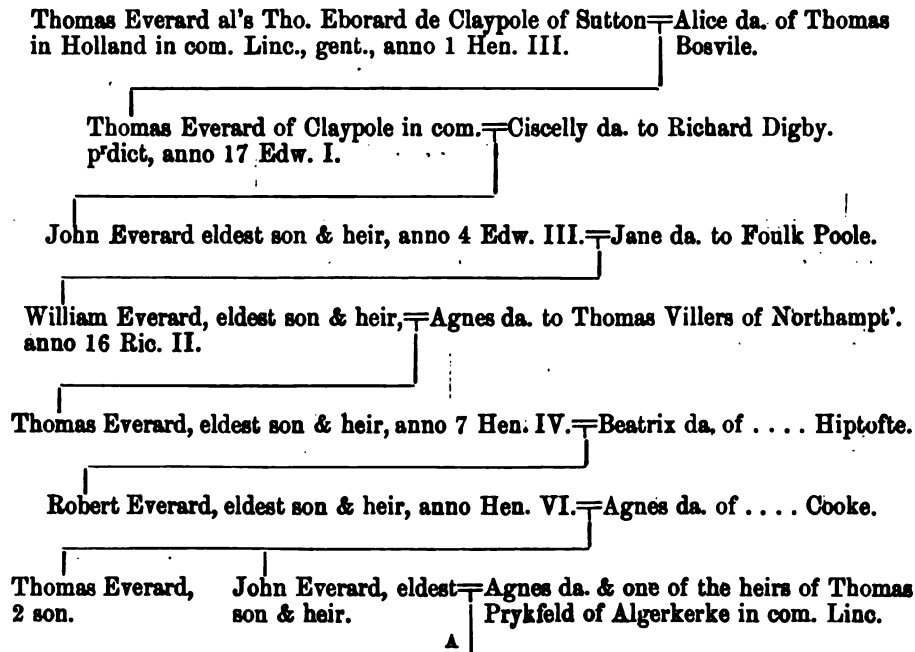 Thomas Everard al's Tho. Eborard de Claypole of Sutton Alice da. of Thomas
in Holland in com. Linc., gent., anno 1 Hen. III. Bosvile.
Thomas Everard of Claypole in com. Ciscelly da. to Richard Digby.
pʳdict, anno 17 Edw. I.
John Everard eldest son & heir, anno 4 Edw. III. Jane da. to Foulk Poole.
William Everard, eldest son & heir, Agnes da. to Thomas Villers of Northampt'.
anno 16 Ric. II.
Thomas Everard, eldest son & heir, anno 7 Hen. IV. Beatrix da. of .... Hiptofte.
Robert Everard, eldest son & heir, anno Hen. VI. Agnes da. of .... Cooke.
Thomas Everard, John Everard, eldest Agnes da. & one of the heirs of Thomas
2 son. son & heir. Prykfeld of Algerkerke in com. Linc.
A